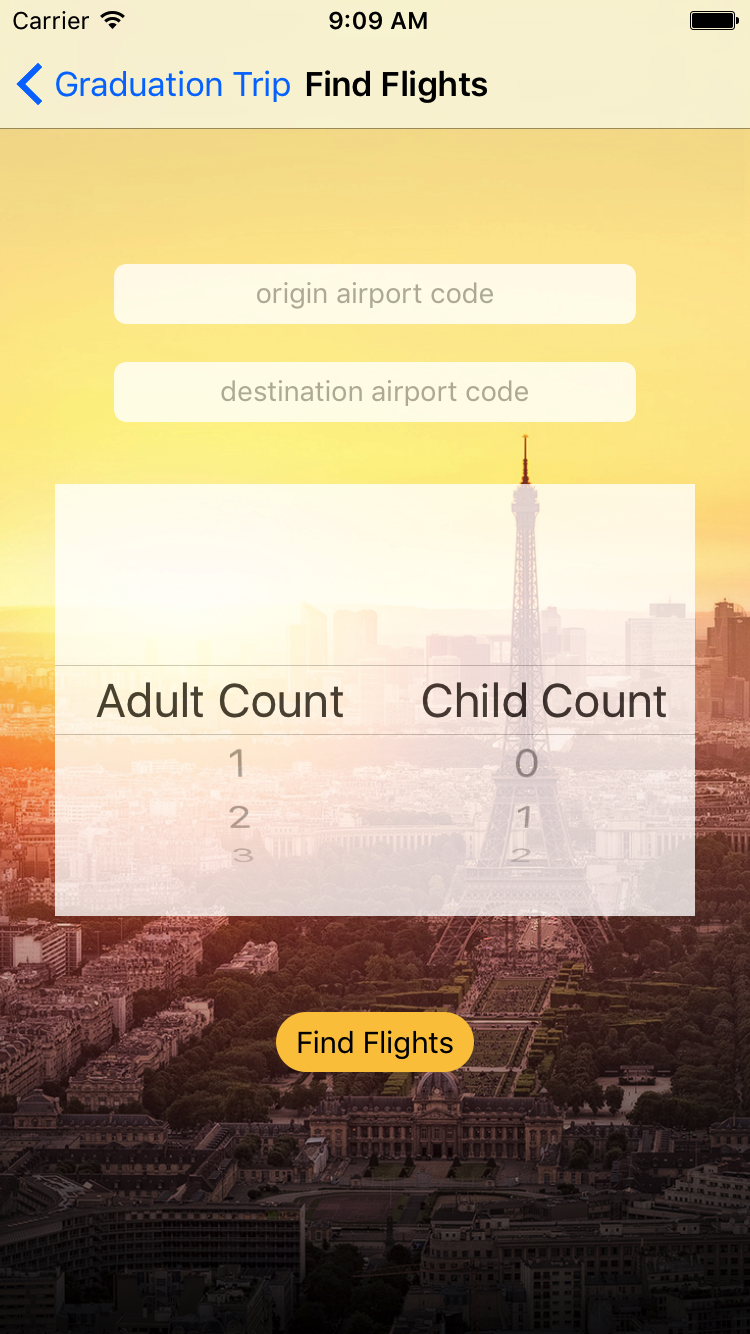 Carrier 9:09 AM
Graduation Trip Find Flights
origin airport code
destination airport code
Adult Count Child Count
1 0
2 1
3 2
Find Flights